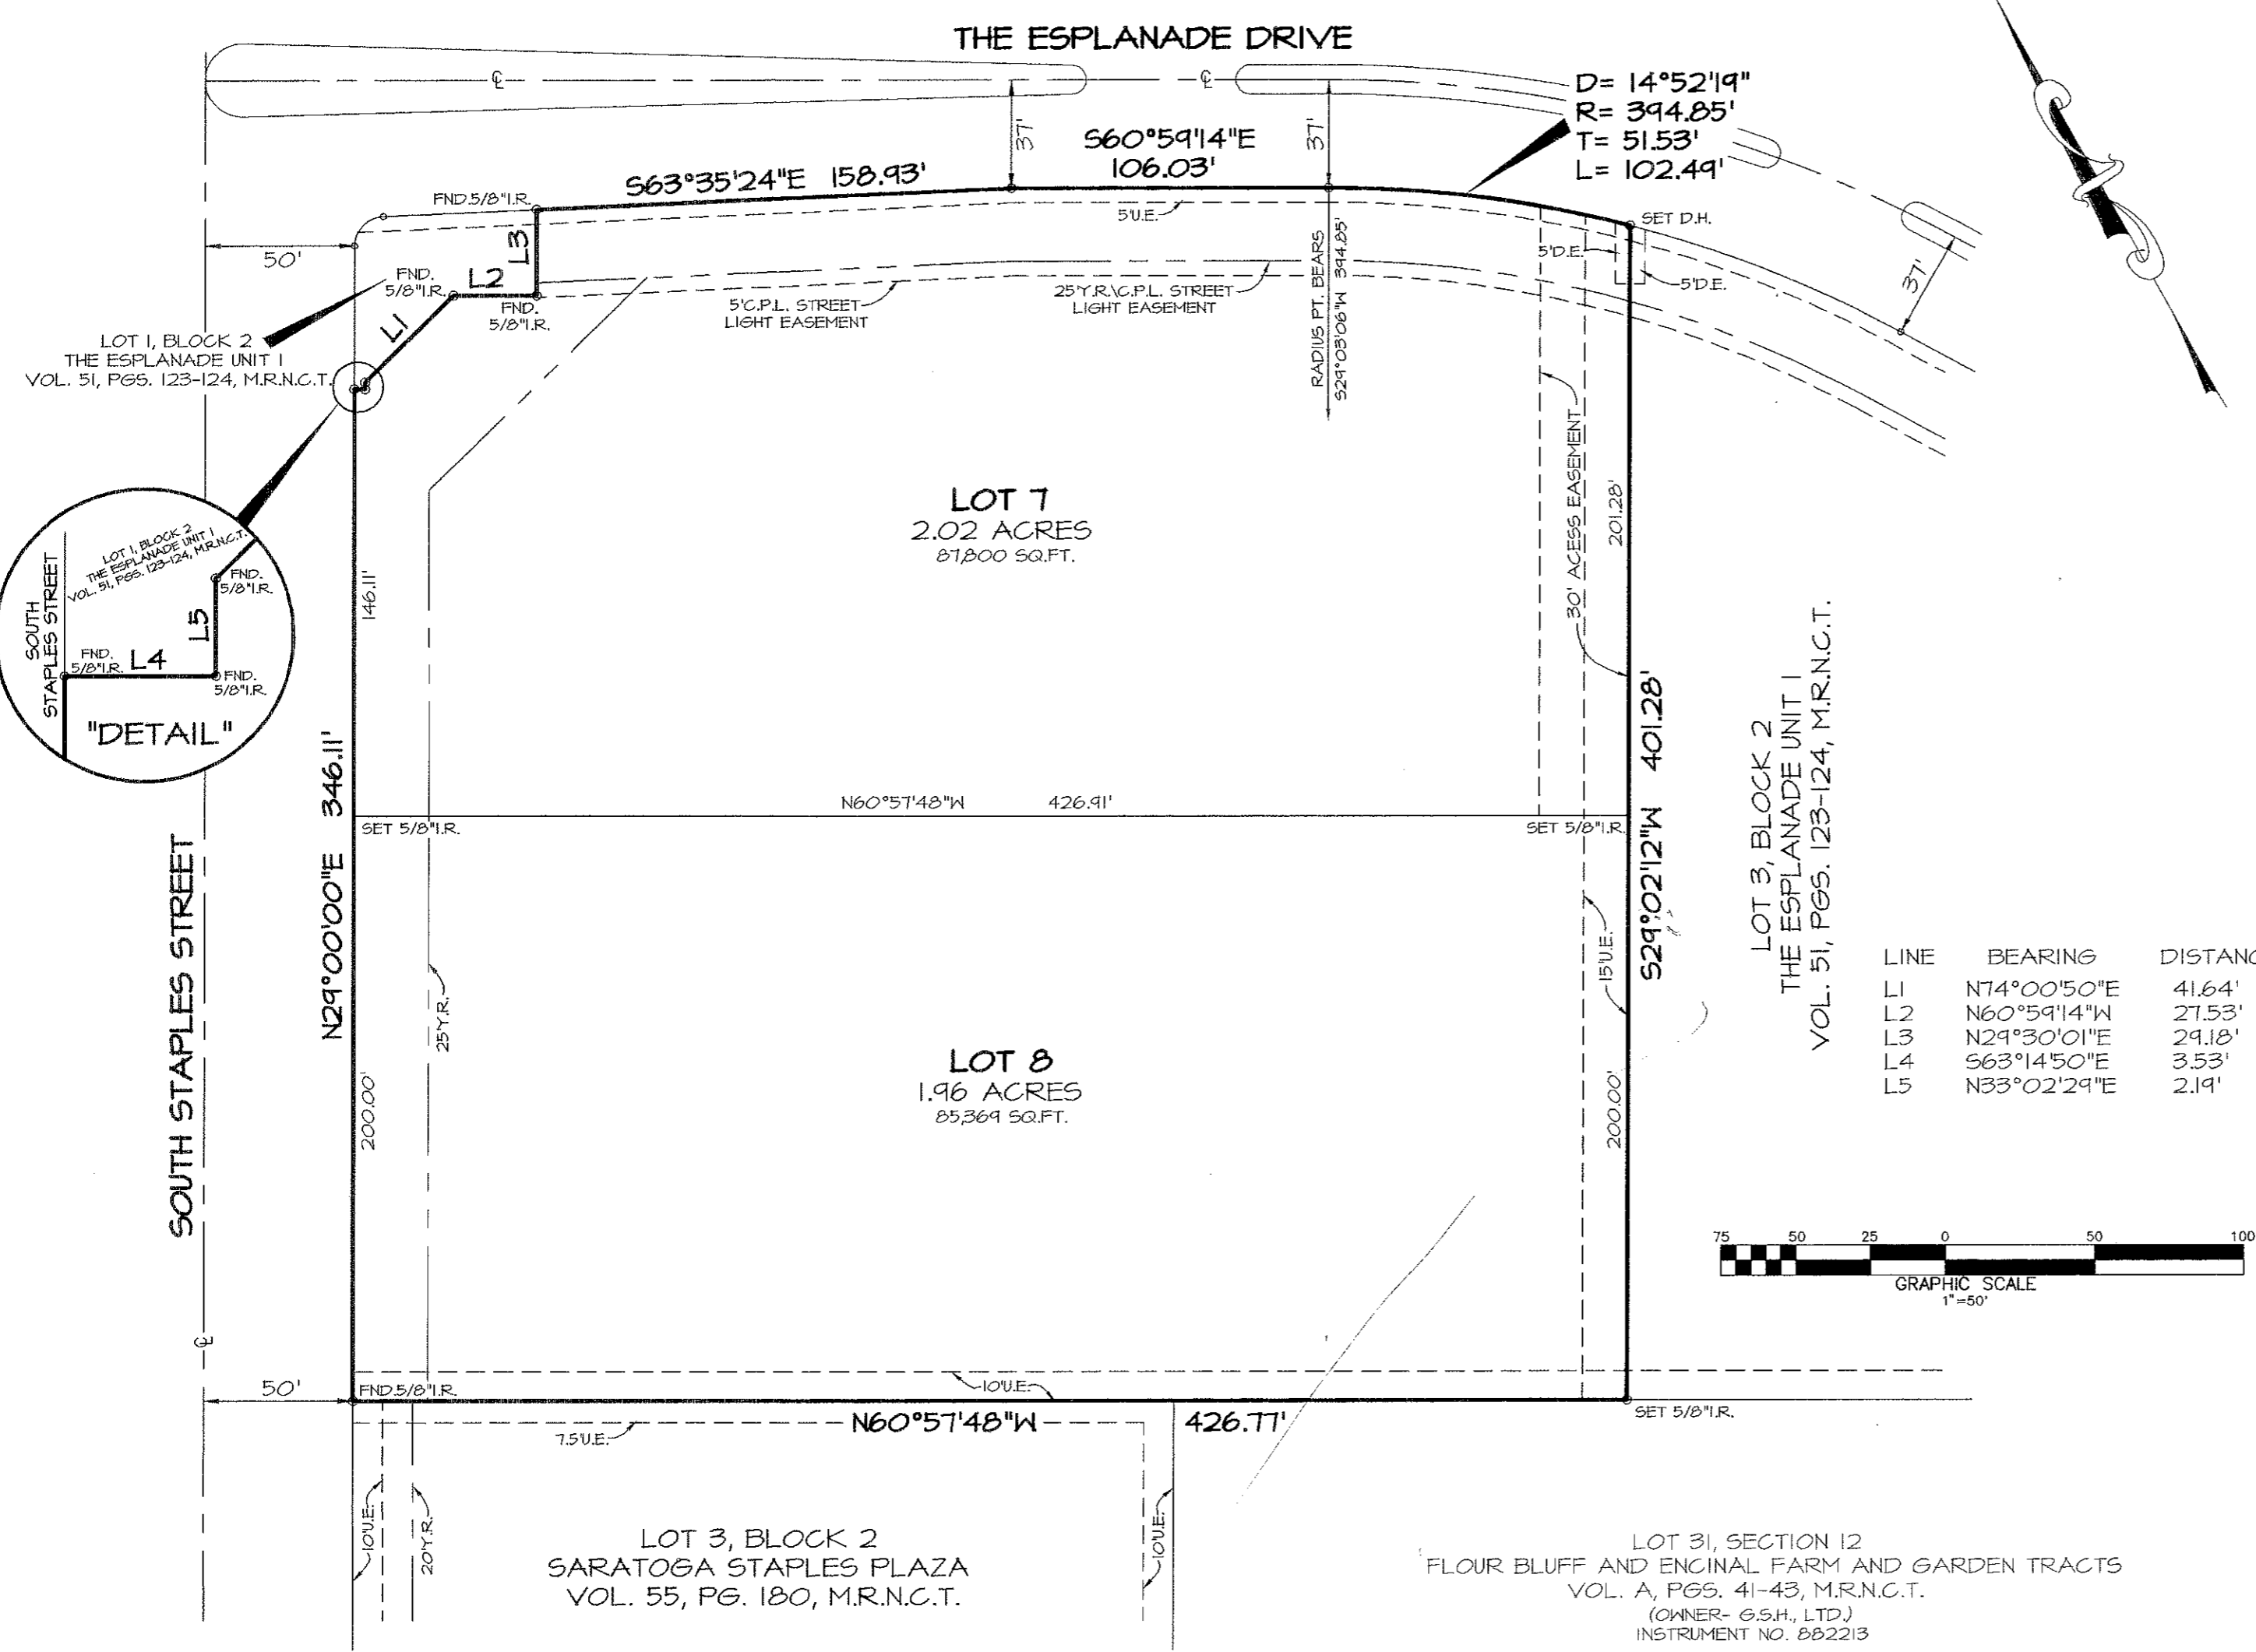 THE ESPLANADE DRIVE
℄
℄
D= 14°52'19"
R= 394.85'
T= 51.53'
L= 102.49'
37'
S60°59'14"E
106.03'
37'
S63°35'24"E 158.93'
FND.5/8"I.R.
5'U.E.
SET D.H.
5'D.E.
5'D.E.
37'
50'
L3
FND.
5/8"I.R.
L2
FND.
5/8"I.R.
L1
5'C.P.L. STREET
LIGHT EASEMENT
25'Y.R.\C.P.L. STREET
LIGHT EASEMENT
RADIUS PT. BEARS
S29°03'06"W 394.85'
LOT 1, BLOCK 2
THE ESPLANADE UNIT 1
VOL. 51, PGS. 123-124, M.R.N.C.T.
LOT 7
2.02 ACRES
87,800 SQ.FT.
30' ACESS EASEMENT
201.28'
LOT 1, BLOCK 2
THE ESPLANADE UNIT 1
VOL. 51, PGS. 123-124, M.R.N.C.T.
SOUTH
STAPLES STREET
FND.
5/8"I.R.
L5
FND.
5/8"I.R.
L4
FND.
5/8"I.R.
"DETAIL"
146.11'
N29°00'00"E 346.11'
N60°57'48"W 426.91'
SET 5/8"I.R.
SET 5/8"I.R.
S29°02'12"W 401.28'
LOT 3, BLOCK 2
THE ESPLANADE UNIT 1
VOL. 51, PGS. 123-124, M.R.N.C.T.
SOUTH STAPLES STREET
25'Y.R.
15'U.E.
LOT 8
1.96 ACRES
85,369 SQ.FT.
200.00'
200.00'
LINE BEARING DISTANC
L1 N74°00'50"E 41.64'
L2 N60°59'14"W 27.53'
L3 N29°30'01"E 29.18'
L4 S63°14'50"E 3.53'
L5 N33°02'29"E 2.19'
75 50 25 0 50 100
GRAPHIC SCALE
1"=50'
℄
50'
FND.5/8"I.R.
10'U.E.
SET 5/8"I.R.
7.5'U.E.
N60°57'48"W 426.77'
10'U.E.
20'Y.R.
10'U.E.
LOT 3, BLOCK 2
SARATOGA STAPLES PLAZA
VOL. 55, PG. 180, M.R.N.C.T.
LOT 31, SECTION 12
FLOUR BLUFF AND ENCINAL FARM AND GARDEN TRACTS
VOL. A, PGS. 41-43, M.R.N.C.T.
(OWNER- G.S.H., LTD.)
INSTRUMENT NO. 882213